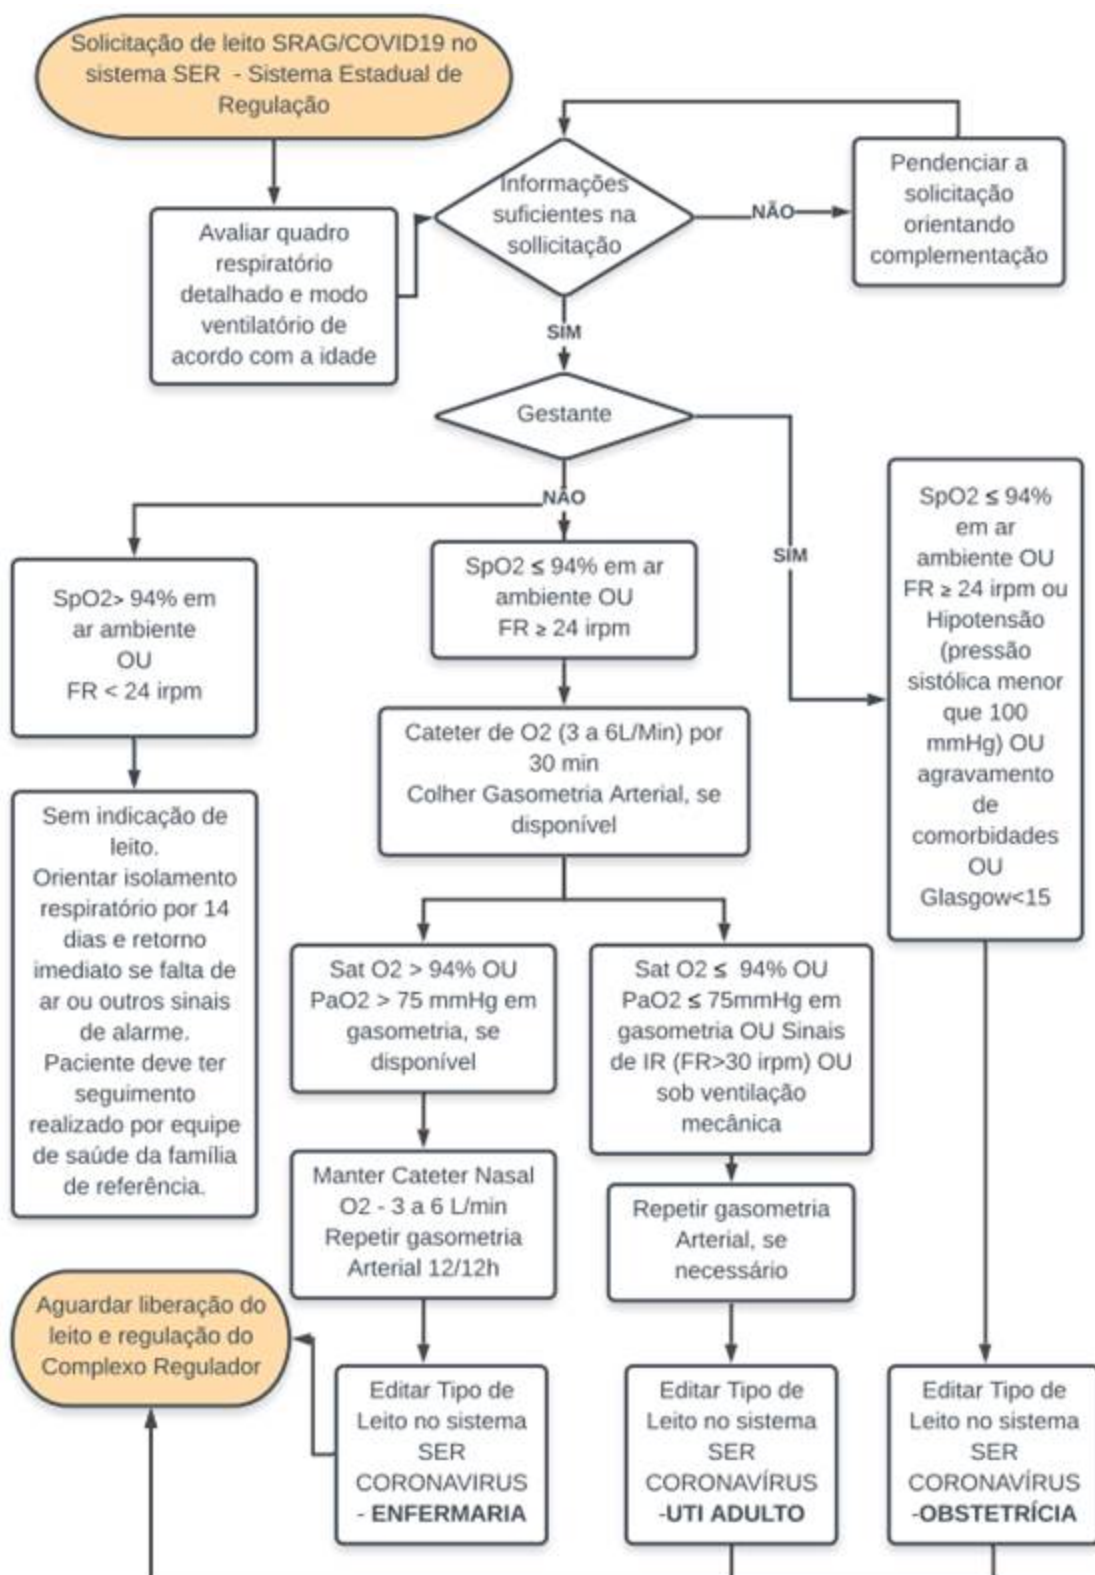 Solicitação de leito SRAG/COVID19 no
sistema SER - Sistema Estadual de
Regulação
Avaliar quadro
respiratório
detalhado e modo
ventilatório de
acordo com a idade
Informações
suficientes na
sollicitação
NÃO
Pendenciar a
solicitação
orientando
complementação
SIM
Gestante
NÃO
SIM
SpO2> 94% em
ar ambiente
OU
FR < 24 irpm
Sem indicação de
leito.
Orientar isolamento
respiratório por 14
dias e retorno
imediato se falta de
ar ou outros sinais
de alarme.
Paciente deve ter
seguimento
realizado por equipe
de saúde da família
de referência.
SpO2 ≤ 94% em ar
ambiente OU
FR ≥ 24 irpm
Cateter de O2 (3 a 6L/Min) por
30 min
Colher Gasometria Arterial, se
disponível
Sat O2 > 94% OU
PaO2 > 75 mmHg em
gasometria, se
disponível
Manter Cateter Nasal
O2 - 3 a 6 L/min
Repetir gasometria
Arterial 12/12h
Editar Tipo de
Leito no sistema
SER
CORONAVIRUS
- ENFERMARIA
Aguardar liberação do
leito e regulação do
Complexo Regulador
Sat O2 ≤ 94% OU
PaO2 ≤ 75mmHg em
gasometria OU Sinais
de IR (FR>30 irpm) OU
sob ventilação
mecânica
Repetir gasometria
Arterial, se
necessário
Editar Tipo de
Leito no sistema
SER
CORONAVÍRUS
-UTI ADULTO
SpO2 ≤ 94%
em ar
ambiente OU
FR ≥ 24 irpm ou
Hipotensão
(pressão
sistólica menor
que 100
mmHg) OU
agravamento
de
comorbidades
OU
Glasgow<15
Editar Tipo de
Leito no sistema
SER
CORONAVÍRUS
-OBSTETRÍCIA